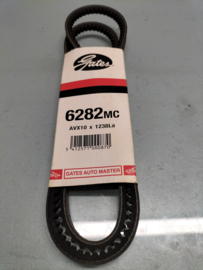 Gates
6282MC
AVX10 x 1238La
GATES AUTO MASTER